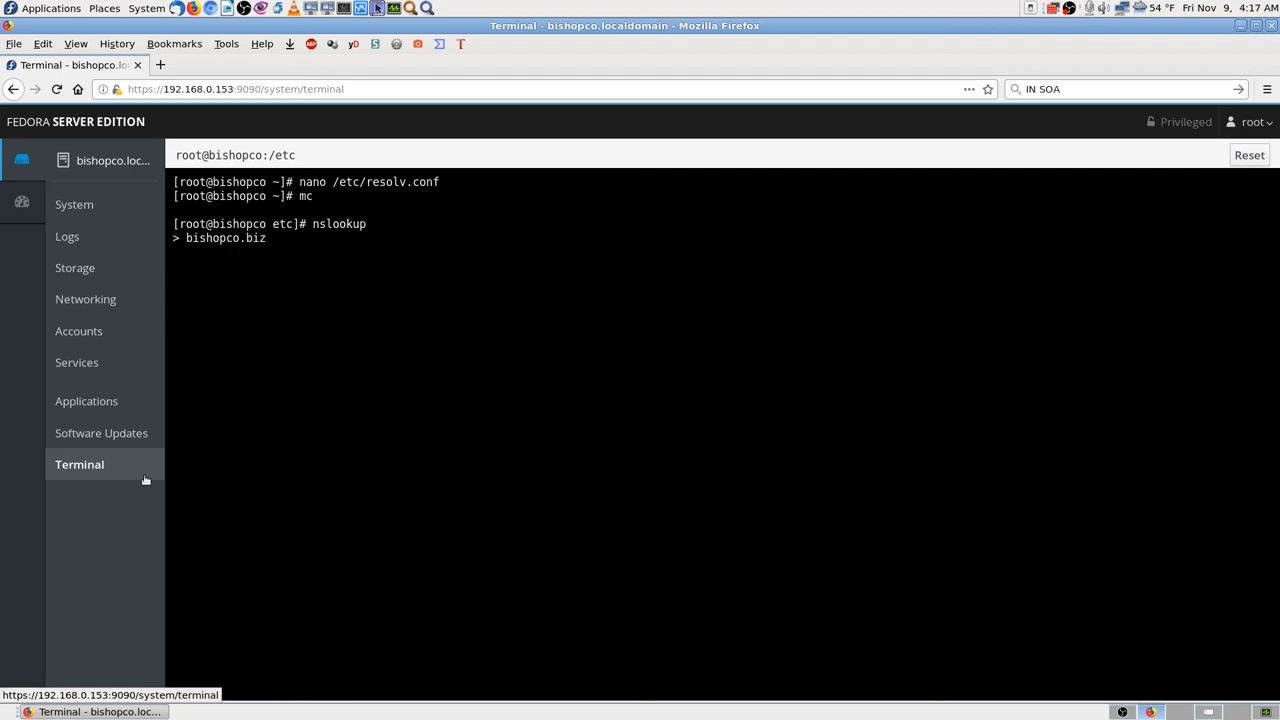 Applications Places System
54 °F Fri Nov 9, 4:17 AM
Terminal - bishopco.localdomain - Mozilla Firefox
File Edit View History Bookmarks Tools Help
Terminal - bishopco.lo
https://192.168.0.153:9090/system/terminal
IN SOA
FEDORA SERVER EDITION
Privileged
root
bishopco.loc...
root@bishopco:/etc
Reset
System
Logs
Storage
Networking
Accounts
Services
Applications
Software Updates
Terminal
[root@bishopco ~]# nano /etc/resolv.conf
[root@bishopco ~]# mc
[root@bishopco etc]# nslookup
> bishopco.biz
https://192.168.0.153:9090/system/terminal
Terminal - bishopco.loc...